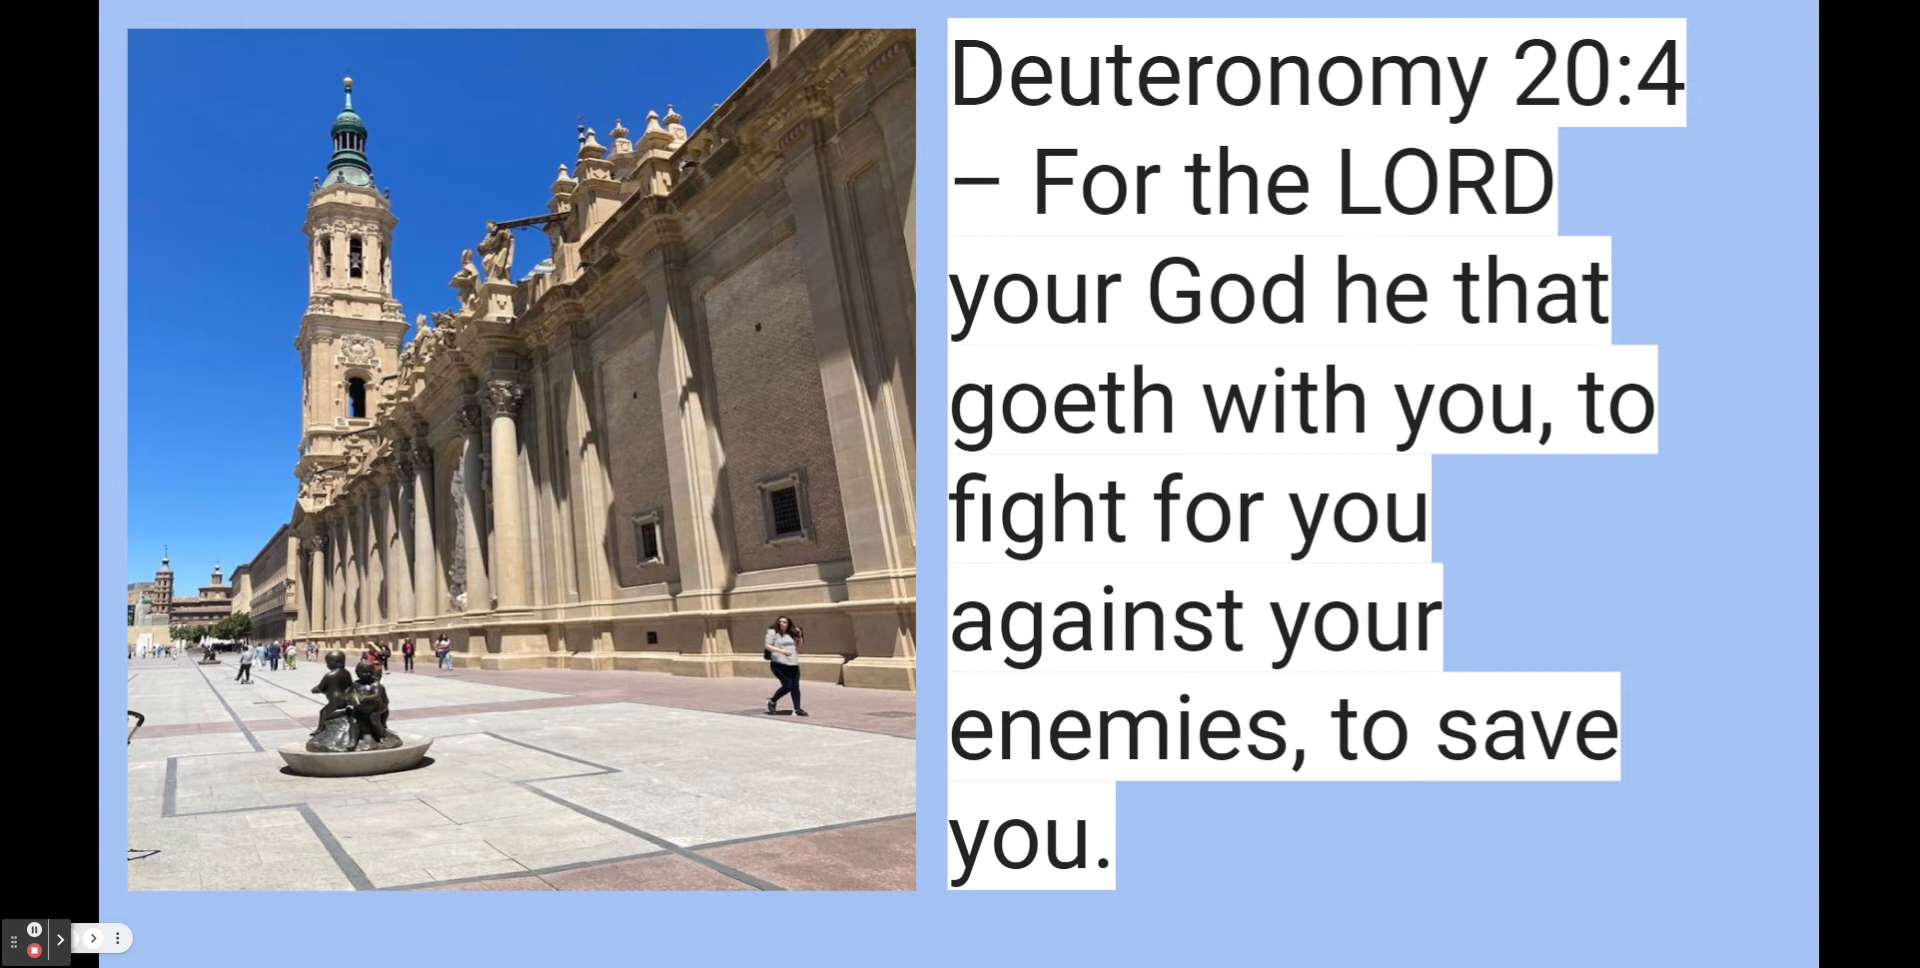 Deuteronomy 20:4
– For the LORD
your God he that
goeth with you, to
fight for you
against your
enemies, to save
you.